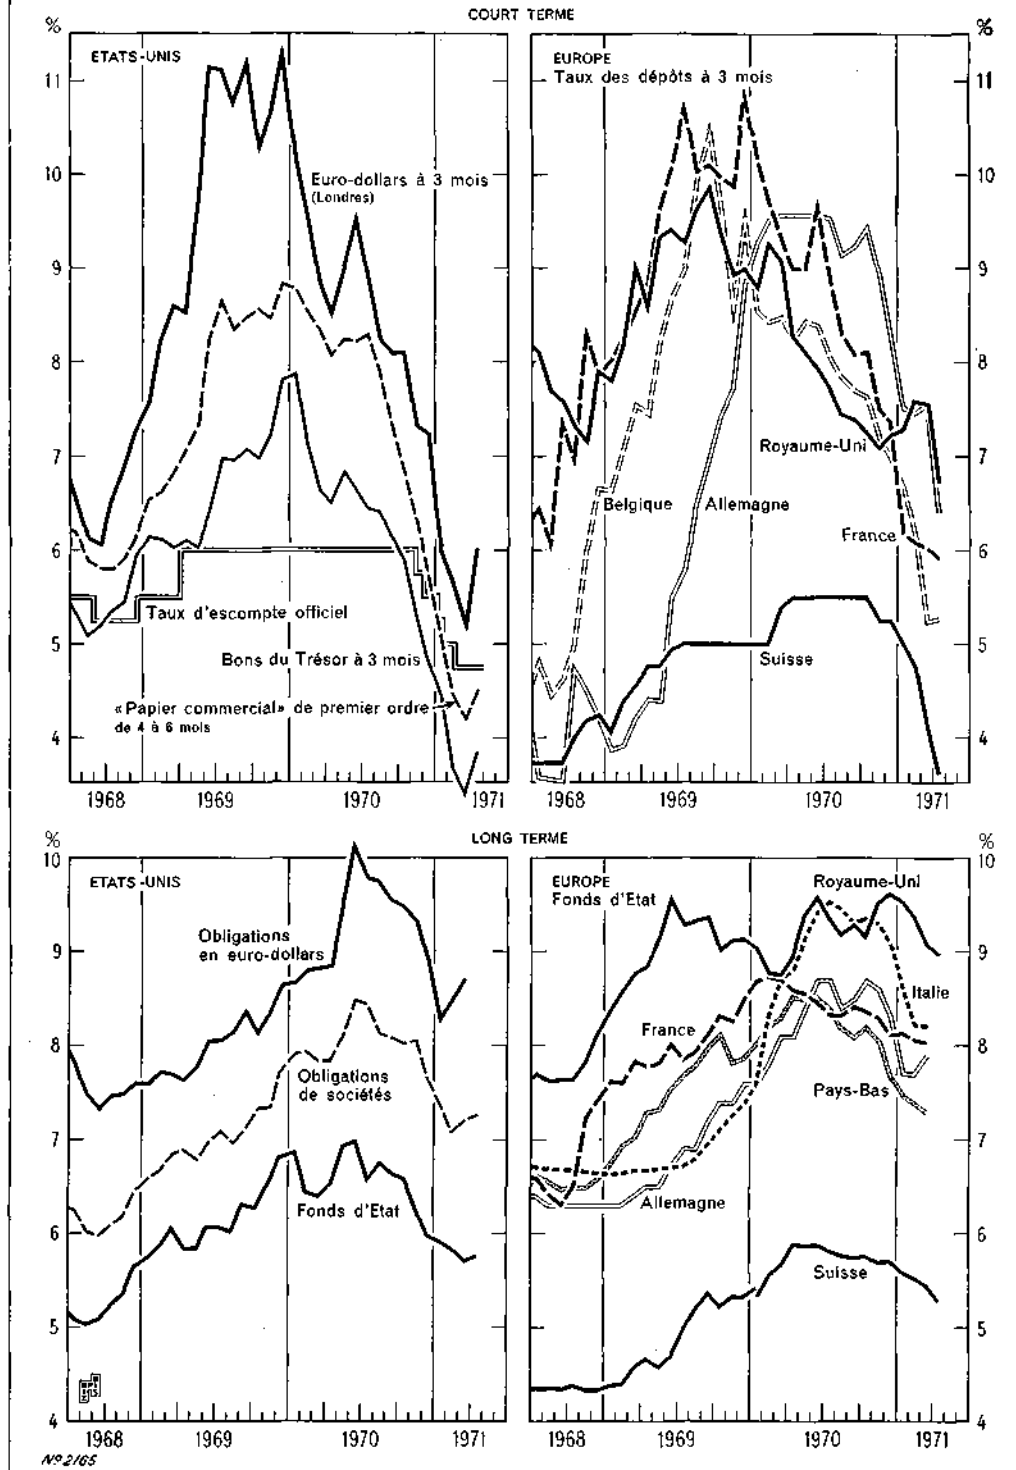 COURT TERME
% %
ETATS-UNIS
11
10
9
8
7
6
5
4
Euro-dollars à 3 mois
(Londres)
Taux d'escompte officiel
Bons du Trésor à 3 mois
«Papier commercial» de premier ordre
de 4 à 6 mois
1968 1969 1970 1971
EUROPE
Taux des dépôts à 3 mois
11
10
9
8
7
6
5
4
Royaume-Uni
Belgique
Allemagne
France
Suisse
1968 1969 1970 1971
LONG TERME
% %
ETATS-UNIS
10
9
8
7
6
5
4
Obligations
en euro-dollars
Obligations
de sociétés
Fonds d'Etat
1968 1969 1970 1971
EUROPE
Fonds d'Etat
10
9
8
7
6
5
4
Royaume-Uni
Italie
France
Pays-Bas
Allemagne
Suisse
1968 1969 1970 1971
Nº2165